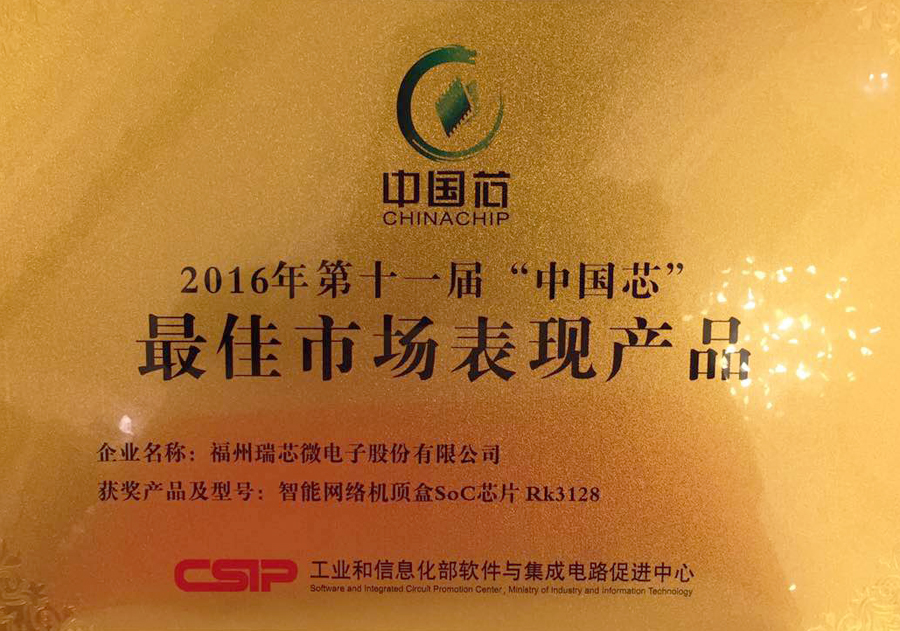 中国芯
CHINACHIP
2016年第十一届“中国芯”
最佳市场表现产品
企业名称：福州瑞芯微电子股份有限公司
获奖产品及型号：智能网络机顶盒SoC芯片 Rk3128
CSIP 工业和信息化部软件与集成电路促进中心
Software and Integrated Circuit Promotion Center, Ministry of Industry and Information Technology